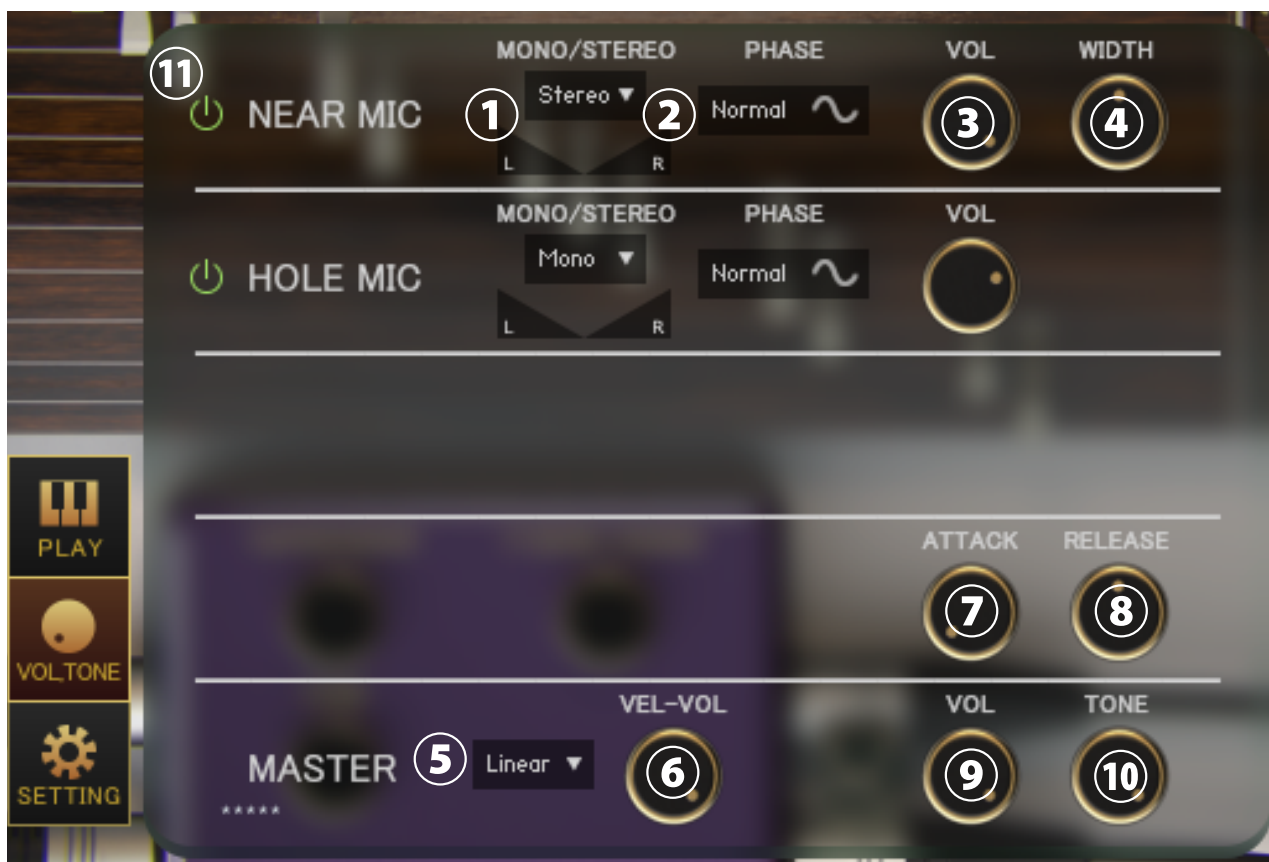 MONO/STEREO PHASE VOL WIDTH
⑪ NEAR MIC ① Stereo ▼ ② Normal ③ ④
L R
MONO/STEREO PHASE VOL
HOLE MIC Mono ▼ Normal
L R
PLAY
ATTACK RELEASE
⑦ ⑧
VOL,TONE
VEL-VOL VOL TONE
MASTER ⑤ Linear ▼ ⑥ ⑨ ⑩
*****
SETTING